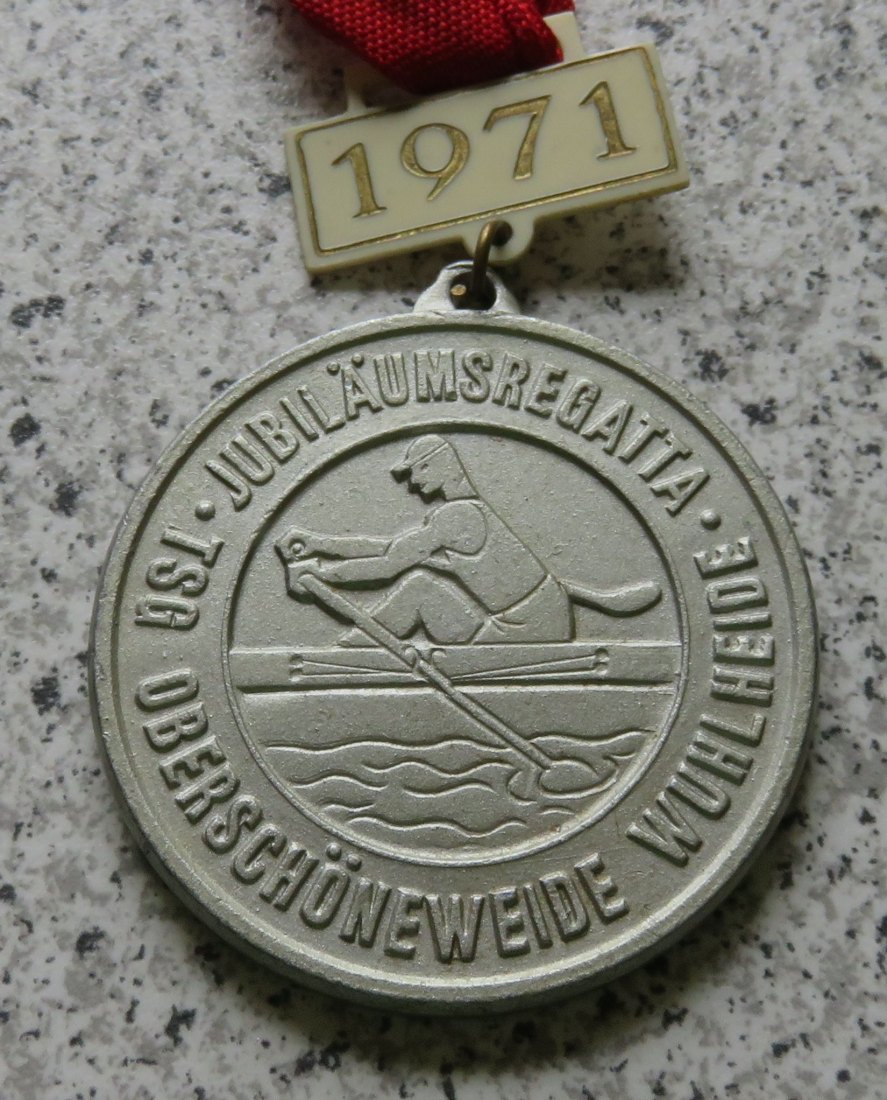 1971
· JUBILÄUMSREGATTA ·
TSG OBERSCHÖNEWEIDE WUHLHEIDE